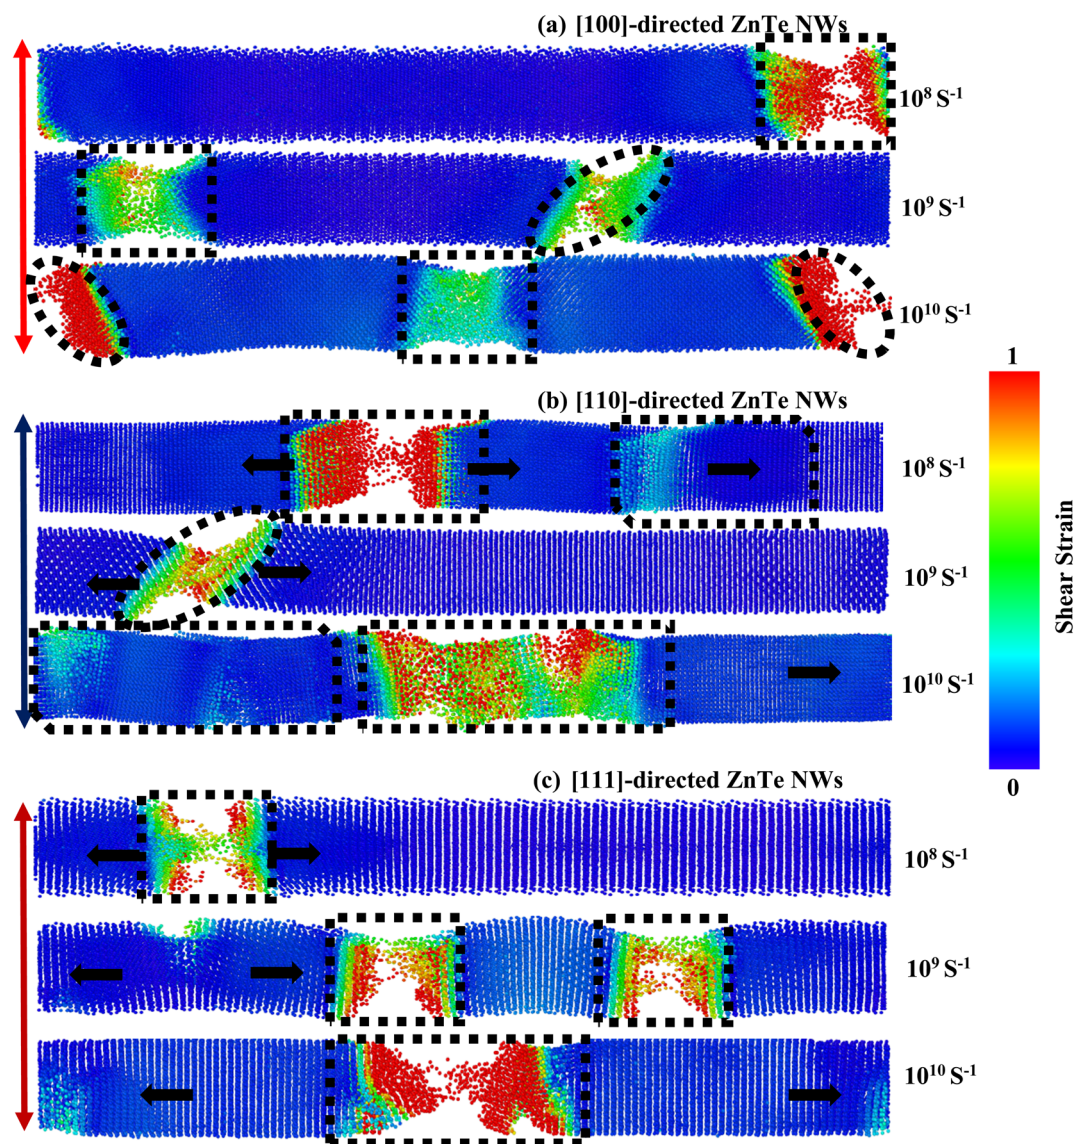 (a) [100]-directed ZnTe NWs
10⁸ S⁻¹
10⁹ S⁻¹
10¹⁰ S⁻¹
1
(b) [110]-directed ZnTe NWs
10⁸ S⁻¹
10⁹ S⁻¹
Shear Strain
10¹⁰ S⁻¹
0
(c) [111]-directed ZnTe NWs
10⁸ S⁻¹
10⁹ S⁻¹
10¹⁰ S⁻¹